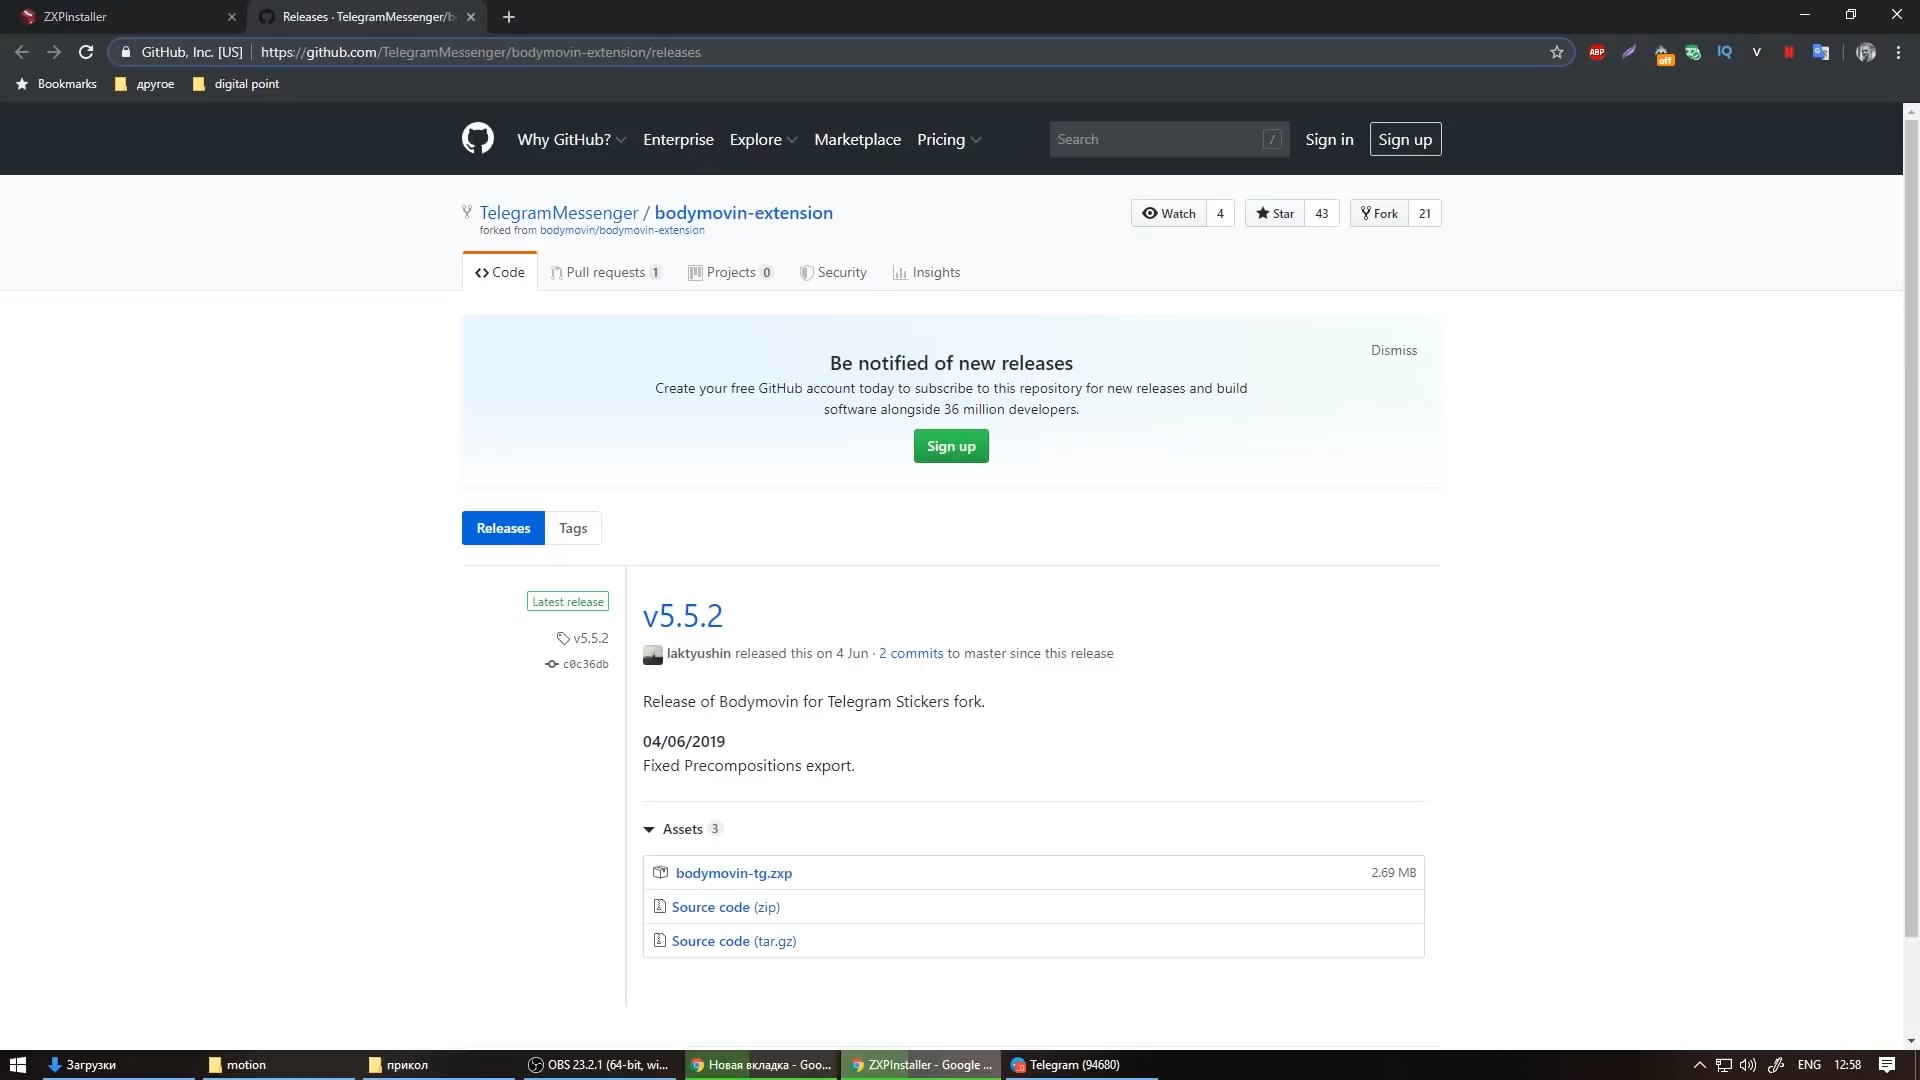 ZXPInstaller
Releases · TelegramMessenger/b
GitHub, Inc. [US] https://github.com/TelegramMessenger/bodymovin-extension/releases
ABP off IQ V N
Bookmarks другое digital point
Why GitHub? Enterprise Explore Marketplace Pricing Search / Sign in Sign up
TelegramMessenger / bodymovin-extension
Watch 4 Star 43 Fork 21
forked from bodymovin/bodymovin-extension
Code Pull requests 1 Projects 0 Security Insights
Dismiss
Be notified of new releases
Create your free GitHub account today to subscribe to this repository for new releases and build
software alongside 36 million developers.
Sign up
Releases Tags
Latest release
v5.5.2
c0c36db
v5.5.2
laktyushin released this on 4 Jun · 2 commits to master since this release
Release of Bodymovin for Telegram Stickers fork.
04/06/2019
Fixed Precompositions export.
Assets 3
bodymovin-tg.zxp 2.69 MB
Source code (zip)
Source code (tar.gz)
Загрузки motion прикол OBS 23.2.1 (64-bit, wi... Новая вкладка - Goo... ZXPInstaller - Google ... Telegram (94680) ENG 12:58